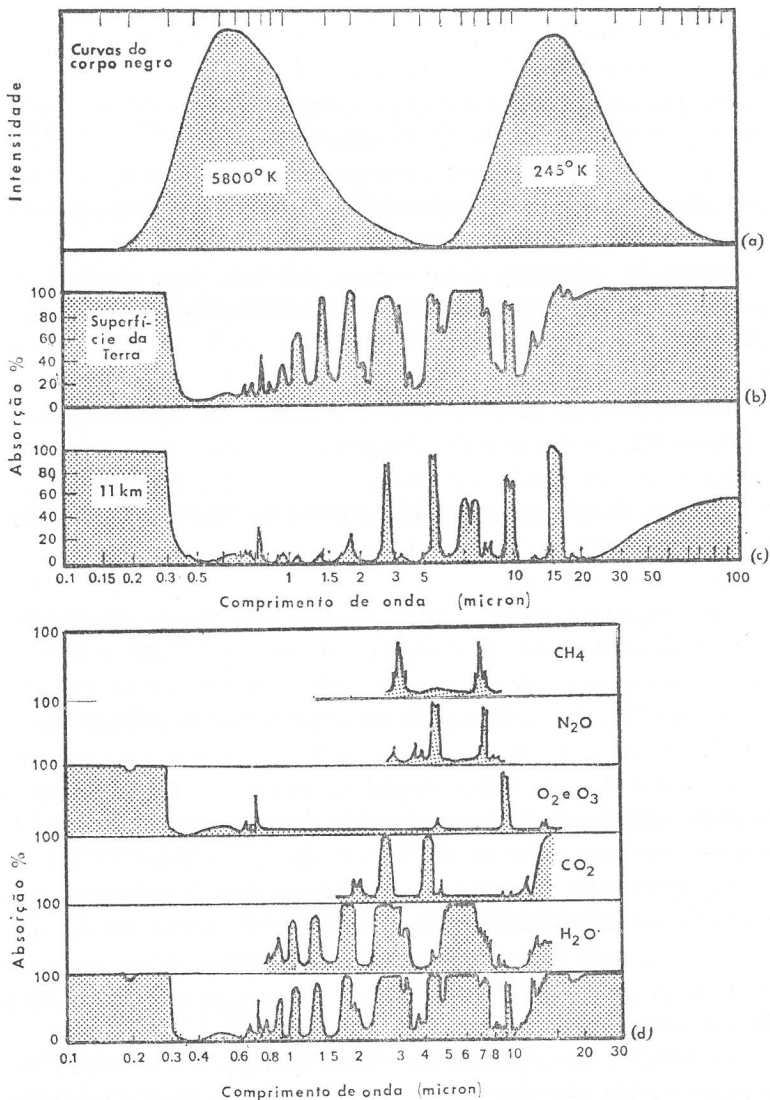 Curvas do
corpo negro
Intensidade
5800°K
245°K
(a)
100
80
60
40
20
0
Superfí-
cie da
Terra
(b)
Absorção %
100
80
60
40
20
0
11 km
(c)
0.1 0.15 0.2 0.3 0.5 1 1.5 2 3 5 10 15 20 30 50 100
Comprimento de onda (micron)
100
CH4
100
N2O
100
O2 e O3
100
CO2
100
H2O
100
0
(d)
Absorção %
0.1 0.2 0.3 0.4 0.6 0.8 1 1 5 2 3 4 5 6 7 8 10 20 30
Comprimento de onda (micron)